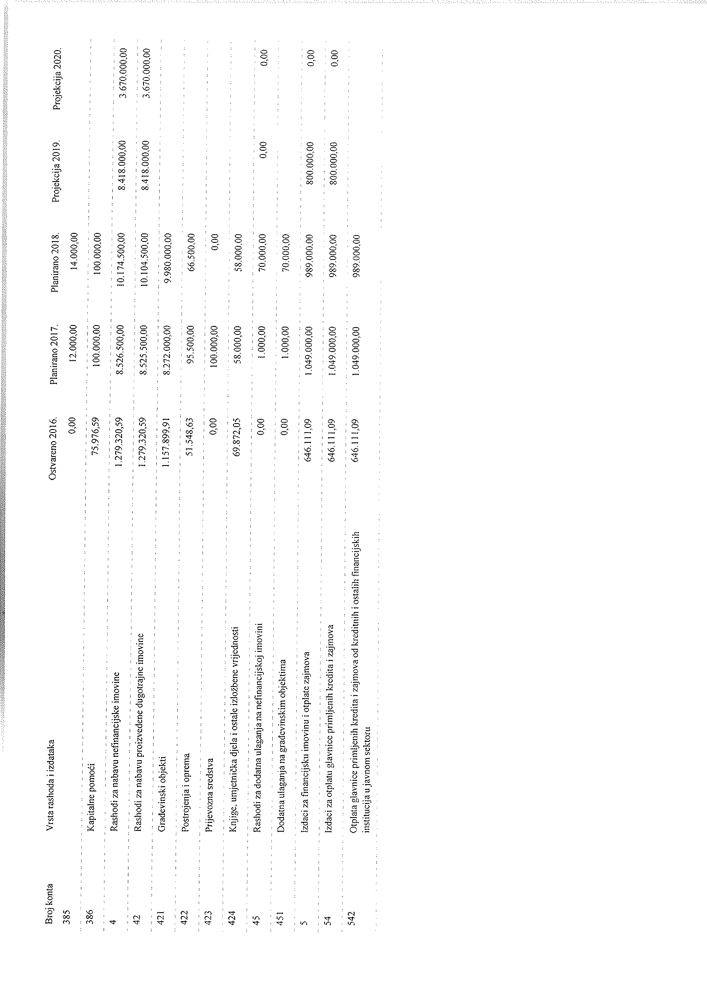 Broj konta Vrsta rashoda i izdataka Ostvareno 2016. Planirano 2017. Planirano 2018. Projekcija 2019. Projekcija 2020.
385 0,00 12.000,00 14.000,00
386 Kapitalne pomoći 75.976,59 100.000,00 100.000,00
4 Rashodi za nabavu nefinancijske imovine 1.279.320,59 8.526.500,00 10.174.500,00 8.418.000,00 3.670.000,00
42 Rashodi za nabavu proizvedene dugotrajne imovine 1.279.320,59 8.525.500,00 10.104.500,00 8.418.000,00 3.670.000,00
421 Građevinski objekti 1.157.899,91 8.272.000,00 9.980.000,00
422 Postrojenja i oprema 51.548,63 95.500,00 66.500,00
423 Prijevozna sredstva 0,00 100.000,00 0,00
424 Knjige, umjetnička djela i ostale izložbene vrijednosti 69.872,05 58.000,00 58.000,00
45 Rashodi za dodatna ulaganja na nefinancijskoj imovini 0,00 1.000,00 70.000,00 0,00 0,00
451 Dodatna ulaganja na građevinskim objektima 0,00 1.000,00 70.000,00
5 Izdaci za financijsku imovinu i otplate zajmova 646.111,09 1.049.000,00 989.000,00 800.000,00 0,00
54 Izdaci za otplatu glavnice primljenih kredita i zajmova 646.111,09 1.049.000,00 989.000,00 800.000,00 0,00
542 Otplata glavnice primljenih kredita i zajmova od kreditnih i ostalih financijskih 646.111,09 1.049.000,00 989.000,00
institucija u javnom sektoru